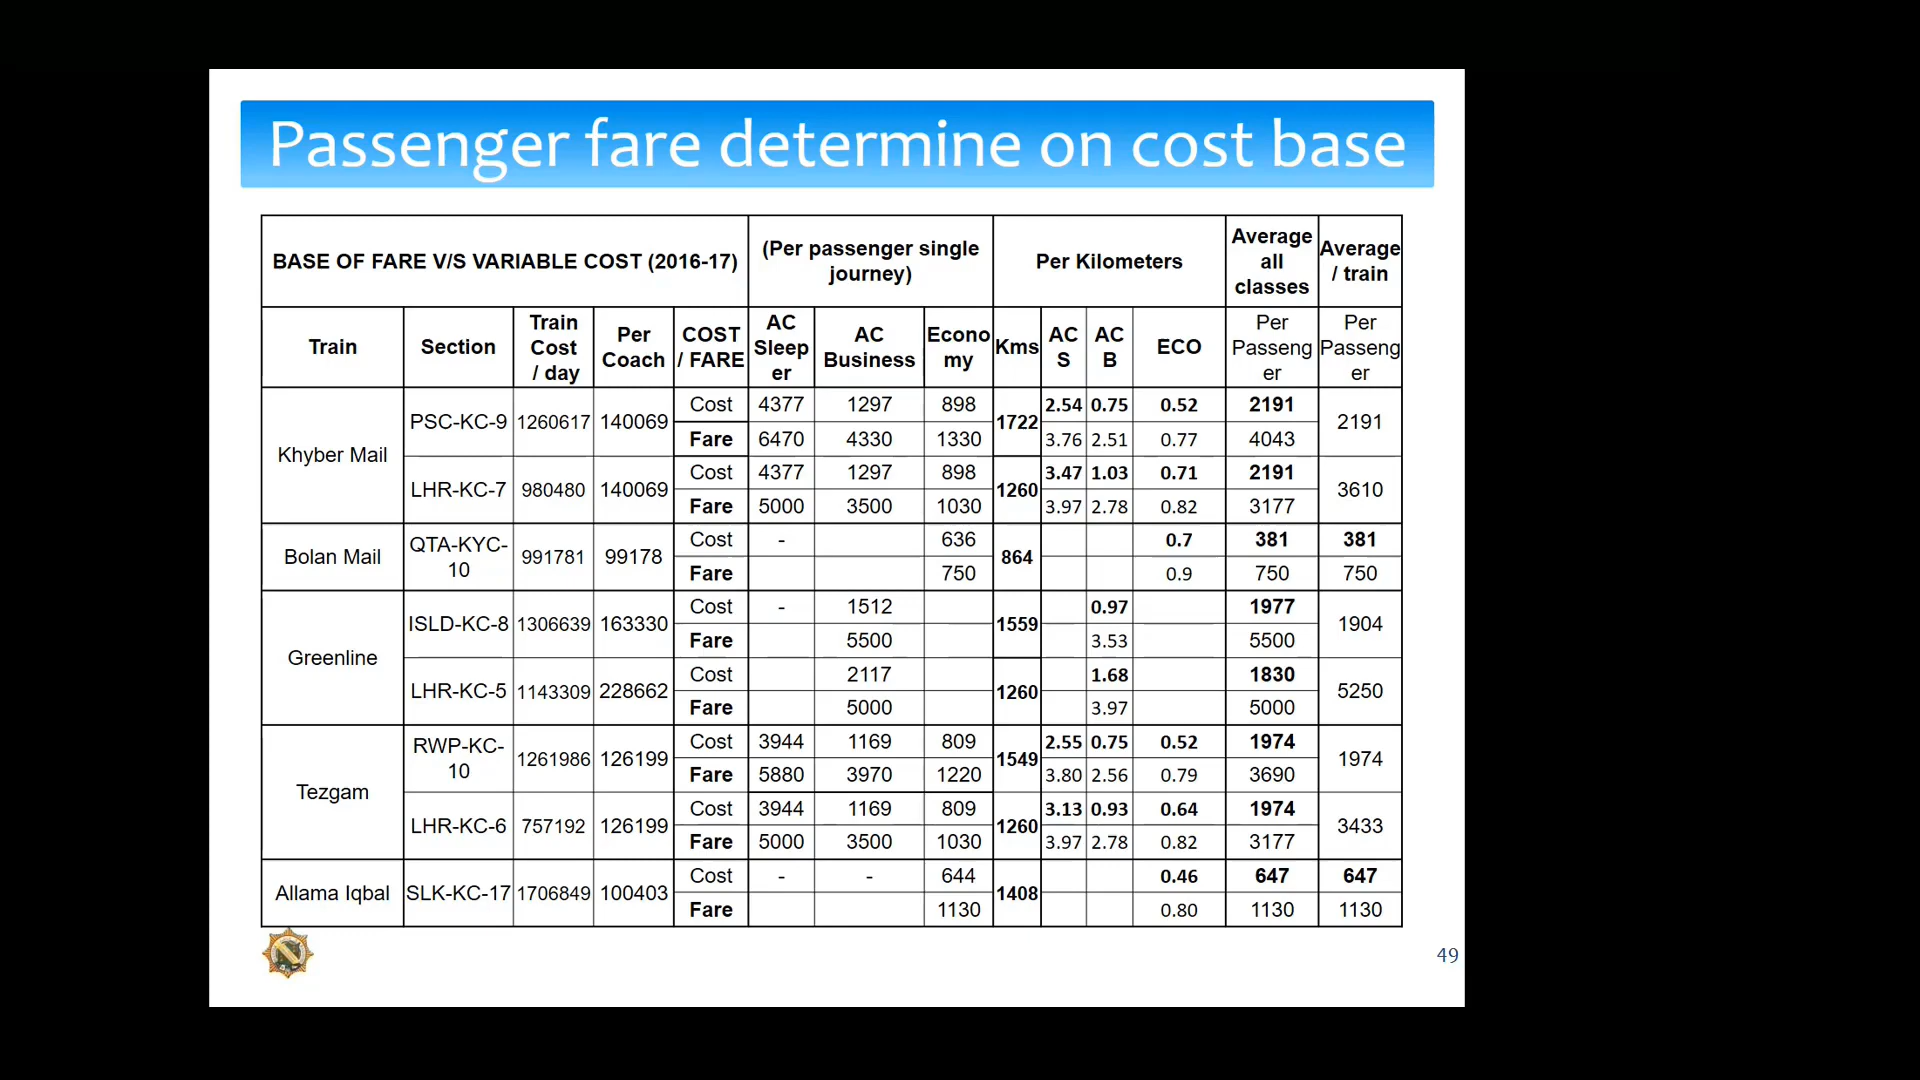 Passenger fare determine on cost base
BASE OF FARE V/S VARIABLE COST (2016-17) (Per passenger single journey) Per Kilometers Average all classes Average / train
Train Section Train Cost / day Per Coach COST / FARE AC Sleeper AC Business Economy Kms AC S AC B ECO Per Passenger Per Passenger
Khyber Mail PSC-KC-9 1260617 140069 Cost 4377 1297 898 1722 2.54 0.75 0.52 2191 2191
Fare 6470 4330 1330 3.76 2.51 0.77 4043
LHR-KC-7 980480 140069 Cost 4377 1297 898 1260 3.47 1.03 0.71 2191 3610
Fare 5000 3500 1030 3.97 2.78 0.82 3177
Bolan Mail QTA-KYC-10 991781 99178 Cost - 636 864 0.7 381 381
Fare 750 0.9 750 750
Greenline ISLD-KC-8 1306639 163330 Cost - 1512 1559 0.97 1977 1904
Fare 5500 3.53 5500
LHR-KC-5 1143309 228662 Cost 2117 1260 1.68 1830 5250
Fare 5000 3.97 5000
Tezgam RWP-KC-10 1261986 126199 Cost 3944 1169 809 1549 2.55 0.75 0.52 1974 1974
Fare 5880 3970 1220 3.80 2.56 0.79 3690
LHR-KC-6 757192 126199 Cost 3944 1169 809 1260 3.13 0.93 0.64 1974 3433
Fare 5000 3500 1030 3.97 2.78 0.82 3177
Allama Iqbal SLK-KC-17 1706849 100403 Cost - - 644 1408 0.46 647 647
Fare 1130 0.80 1130 1130
49